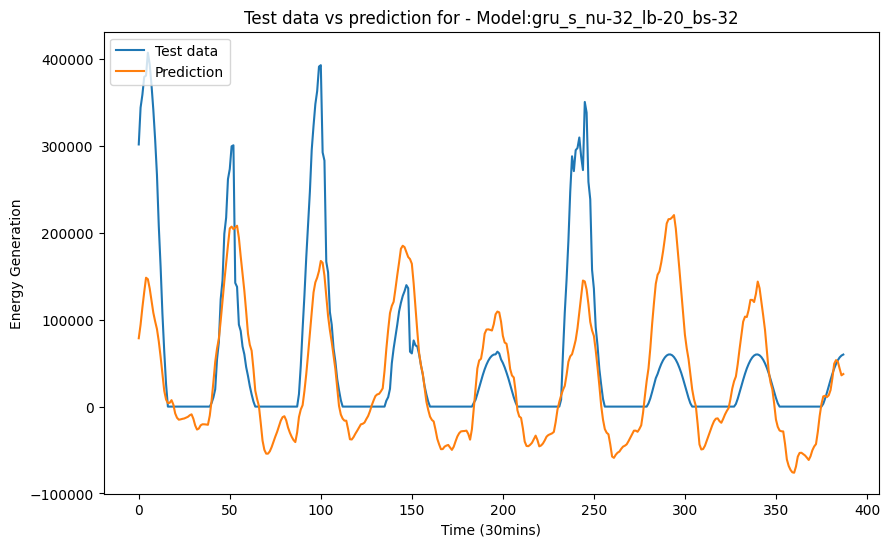 Test data vs prediction for - Model:gru_s_nu-32_lb-20_bs-32
Test data
Prediction
400000
300000
200000
100000
0
−100000
Energy Generation
0 50 100 150 200 250 300 350 400
Time (30mins)